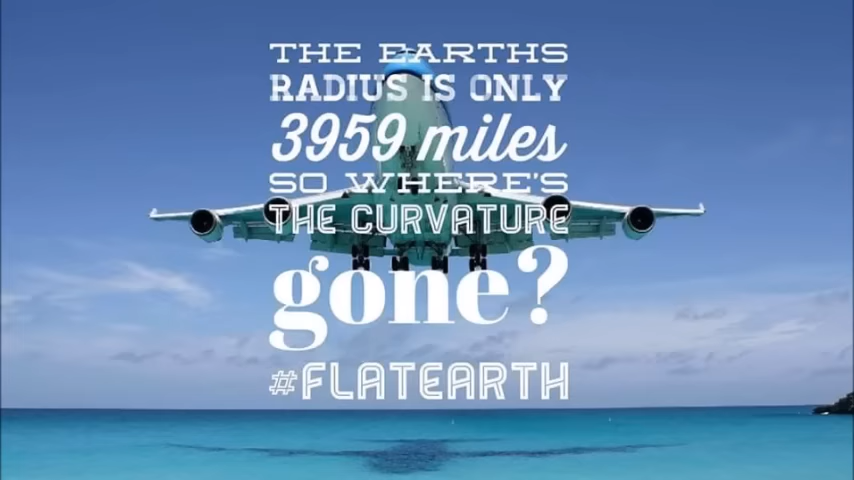 THE EARTHS
RADIUS IS ONLY
3959 miles
SO WHERE'S
THE CURVATURE
gone?
#FLATEARTH